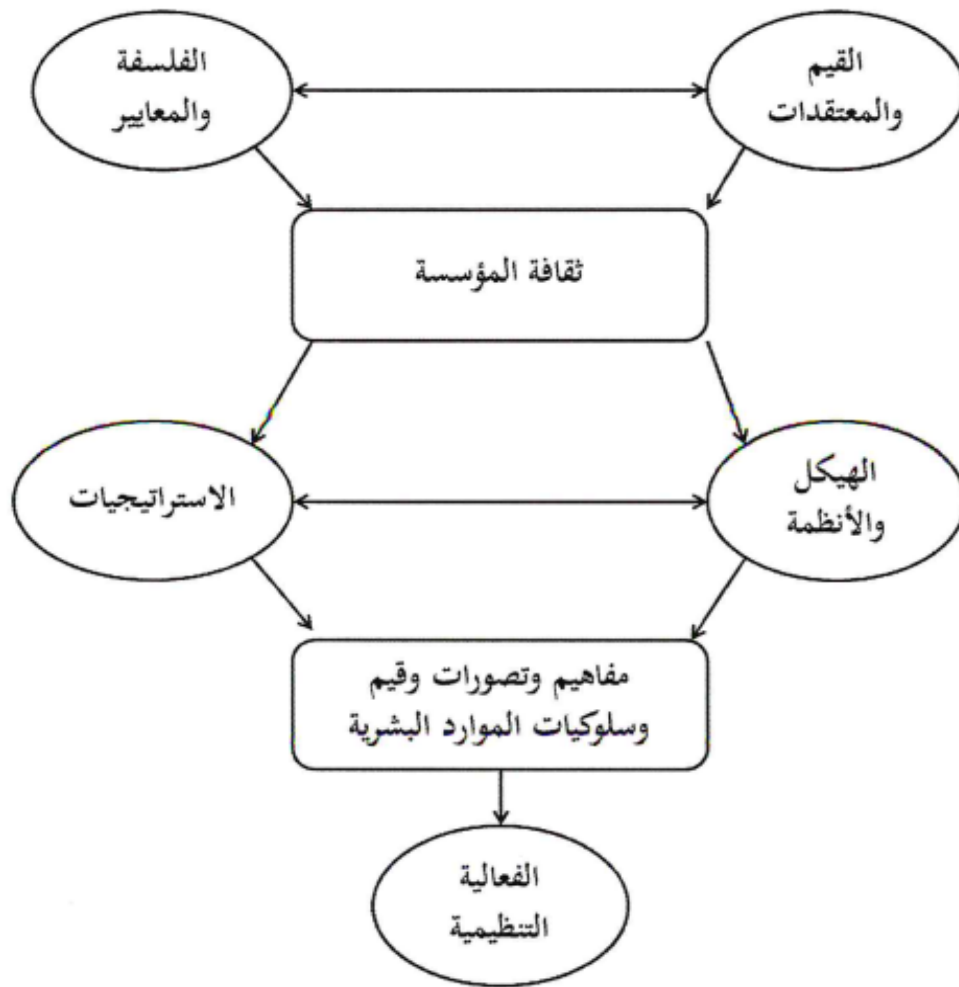 القيم
والمعتقدات
الفلسفة
والمعايير
ثقافة المؤسسة
الهيكل
والأنظمة
الاستراتيجيات
مفاهيم وتصورات وقيم
وسلوكيات الموارد البشرية
الفعالية
التنظيمية